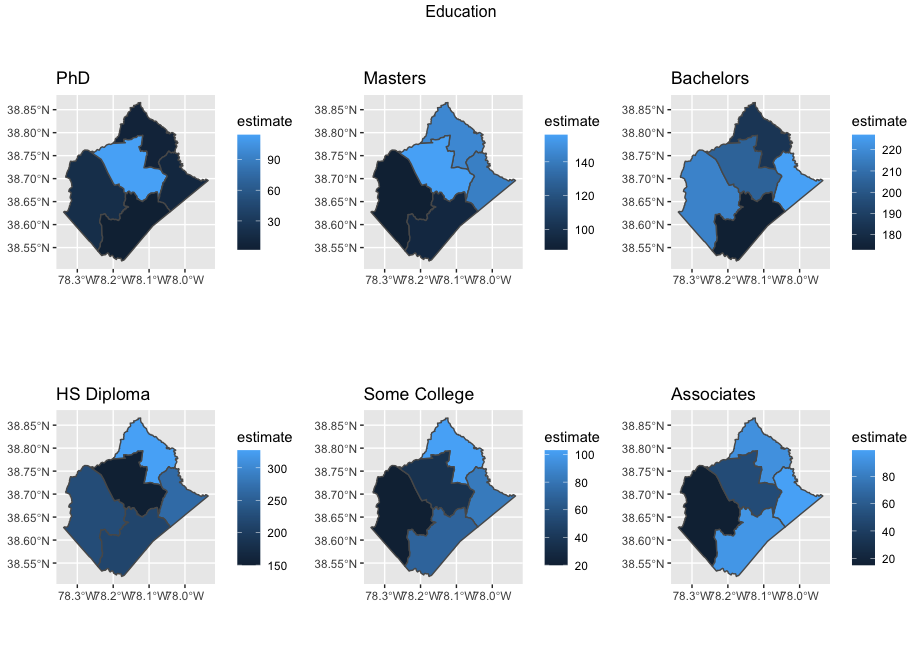 Education
PhD
38.85°N
38.80°N
38.75°N
38.70°N
38.65°N
38.60°N
38.55°N
78.3°W78.2°W78.1°W78.0°W
estimate
90
60
30
Masters
38.85°N
38.80°N
38.75°N
38.70°N
38.65°N
38.60°N
38.55°N
78.3°W78.2°W78.1°W78.0°W
estimate
140
120
100
Bachelors
38.85°N
38.80°N
38.75°N
38.70°N
38.65°N
38.60°N
38.55°N
78.3°W78.2°W78.1°W78.0°W
estimate
220
210
200
190
180
HS Diploma
38.85°N
38.80°N
38.75°N
38.70°N
38.65°N
38.60°N
38.55°N
78.3°W78.2°W78.1°W78.0°W
estimate
300
250
200
150
Some College
38.85°N
38.80°N
38.75°N
38.70°N
38.65°N
38.60°N
38.55°N
78.3°W78.2°W78.1°W78.0°W
estimate
100
80
60
40
20
Associates
38.85°N
38.80°N
38.75°N
38.70°N
38.65°N
38.60°N
38.55°N
78.3°W78.2°W78.1°W78.0°W
estimate
80
60
40
20